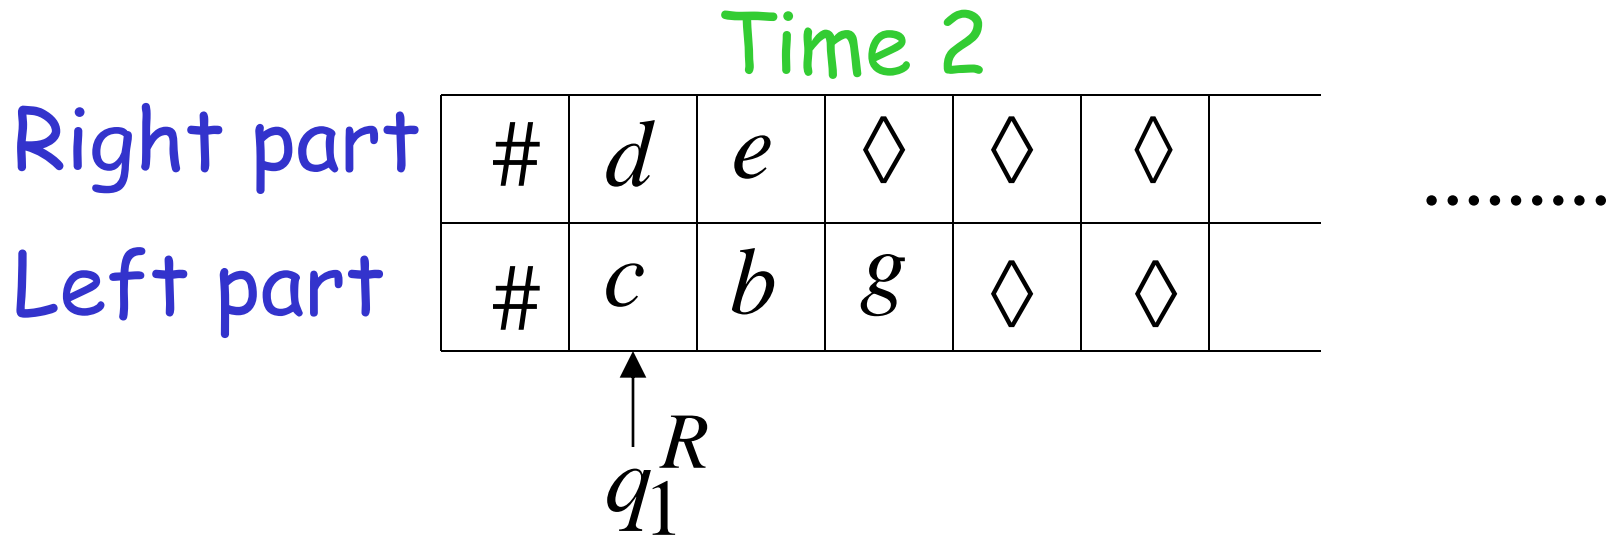 Time 2
Right part # d e ◊ ◊ ◊
.........
Left part # c b g ◊ ◊
q₁ᴿ